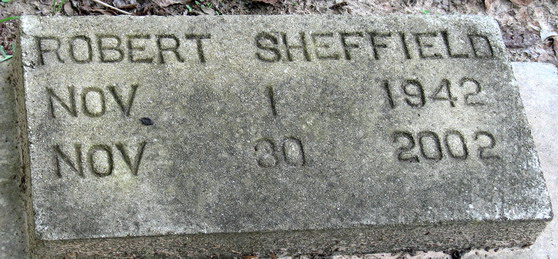 ROBERT SHEFFIELD
NOV 1 1942
NOV 30 2002